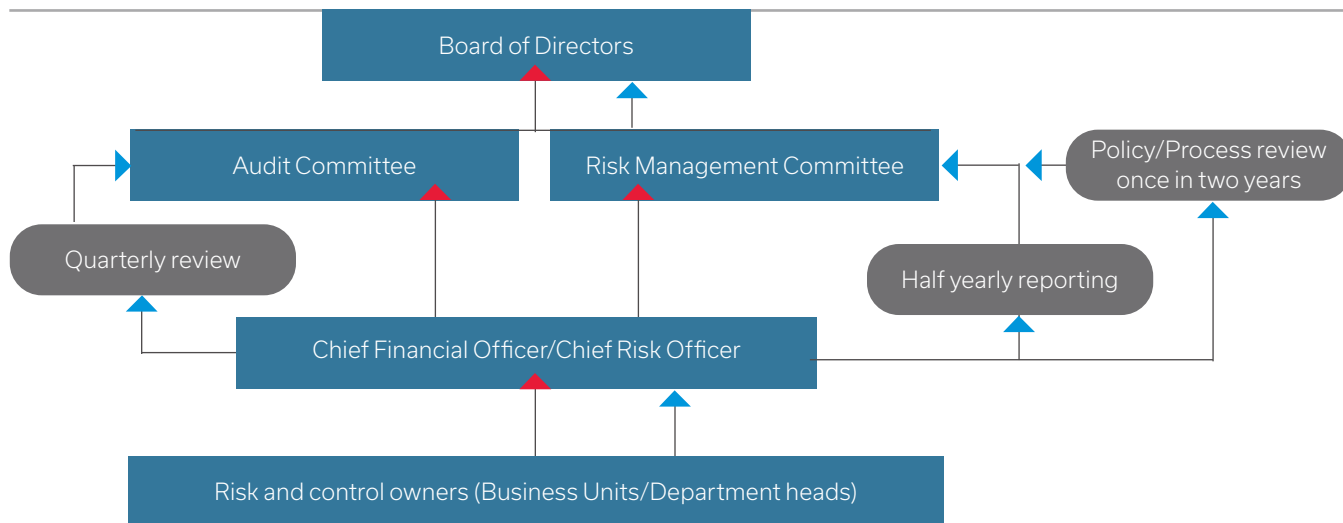 Board of Directors
Audit Committee
Risk Management Committee
Policy/Process review
once in two years
Quarterly review
Half yearly reporting
Chief Financial Officer/Chief Risk Officer
Risk and control owners (Business Units/Department heads)